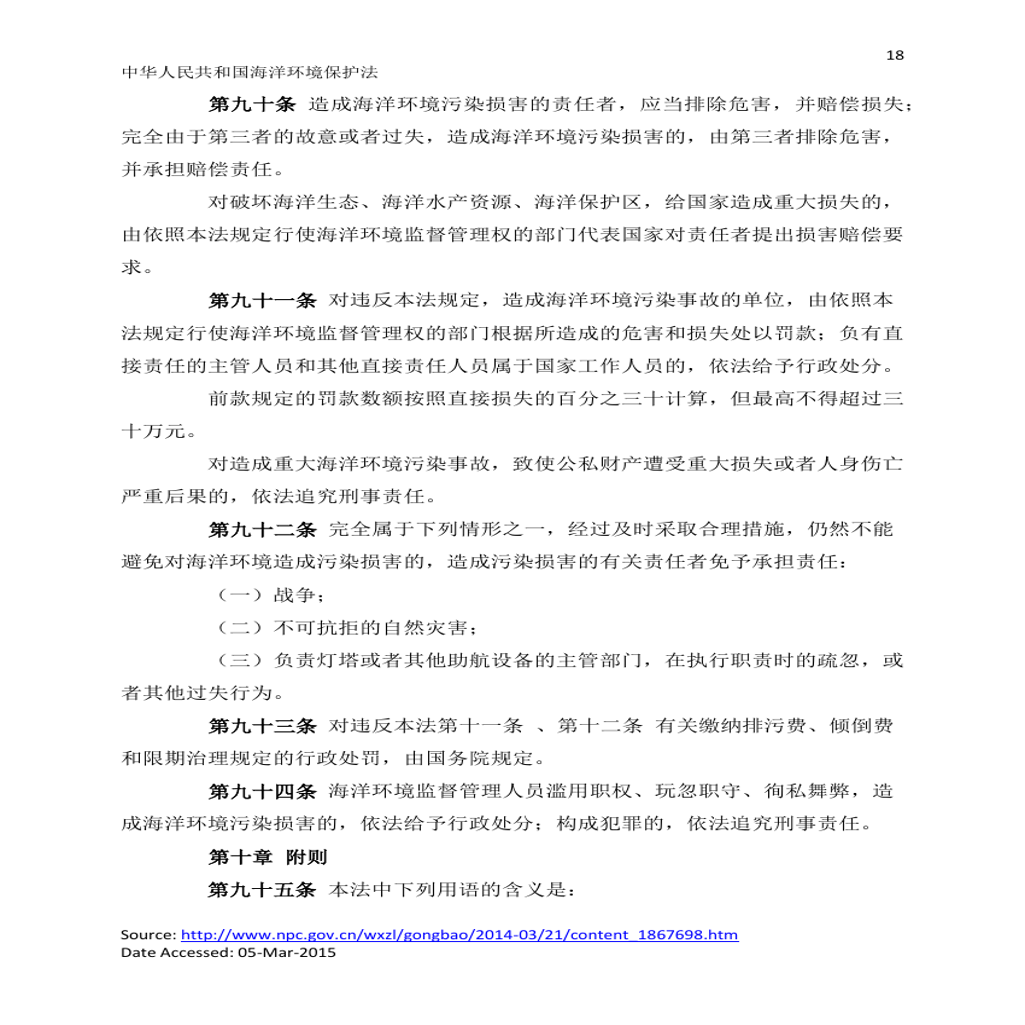 18
中华人民共和国海洋环境保护法
第九十条 造成海洋环境污染损害的责任者，应当排除危害，并赔偿损失；
完全由于第三者的故意或者过失，造成海洋环境污染损害的，由第三者排除危害，
并承担赔偿责任。
对破坏海洋生态、海洋水产资源、海洋保护区，给国家造成重大损失的，
由依照本法规定行使海洋环境监督管理权的部门代表国家对责任者提出损害赔偿要
求。
第九十一条 对违反本法规定，造成海洋环境污染事故的单位，由依照本
法规定行使海洋环境监督管理权的部门根据所造成的危害和损失处以罚款；负有直
接责任的主管人员和其他直接责任人员属于国家工作人员的，依法给予行政处分。
前款规定的罚款数额按照直接损失的百分之三十计算，但最高不得超过三
十万元。
对造成重大海洋环境污染事故，致使公私财产遭受重大损失或者人身伤亡
严重后果的，依法追究刑事责任。
第九十二条 完全属于下列情形之一，经过及时采取合理措施，仍然不能
避免对海洋环境造成污染损害的，造成污染损害的有关责任者免予承担责任：
（一）战争；
（二）不可抗拒的自然灾害；
（三）负责灯塔或者其他助航设备的主管部门，在执行职责时的疏忽，或
者其他过失行为。
第九十三条 对违反本法第十一条 、第十二条 有关缴纳排污费、倾倒费
和限期治理规定的行政处罚，由国务院规定。
第九十四条 海洋环境监督管理人员滥用职权、玩忽职守、徇私舞弊，造
成海洋环境污染损害的，依法给予行政处分；构成犯罪的，依法追究刑事责任。
第十章 附则
第九十五条 本法中下列用语的含义是：
Source: http://www.npc.gov.cn/wxzl/gongbao/2014-03/21/content_1867698.htm
Date Accessed: 05-Mar-2015